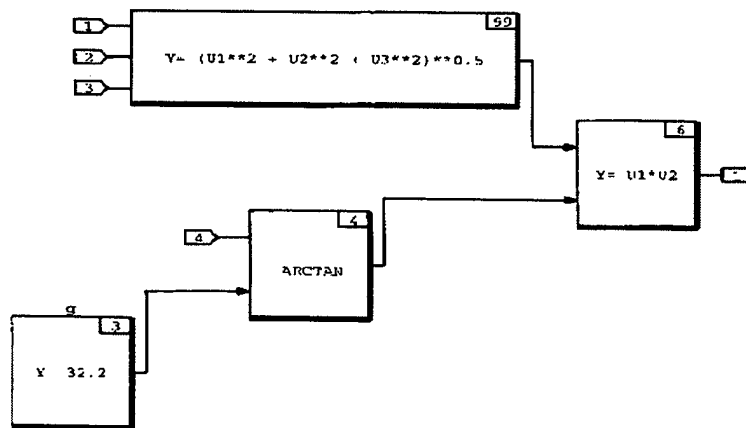 99
1
2
3
Y= (U1**2 + U2**2 + U3**2)**0.5
6
Y= U1*U2
4
4
ARCTAN
g
3
Y 32.2